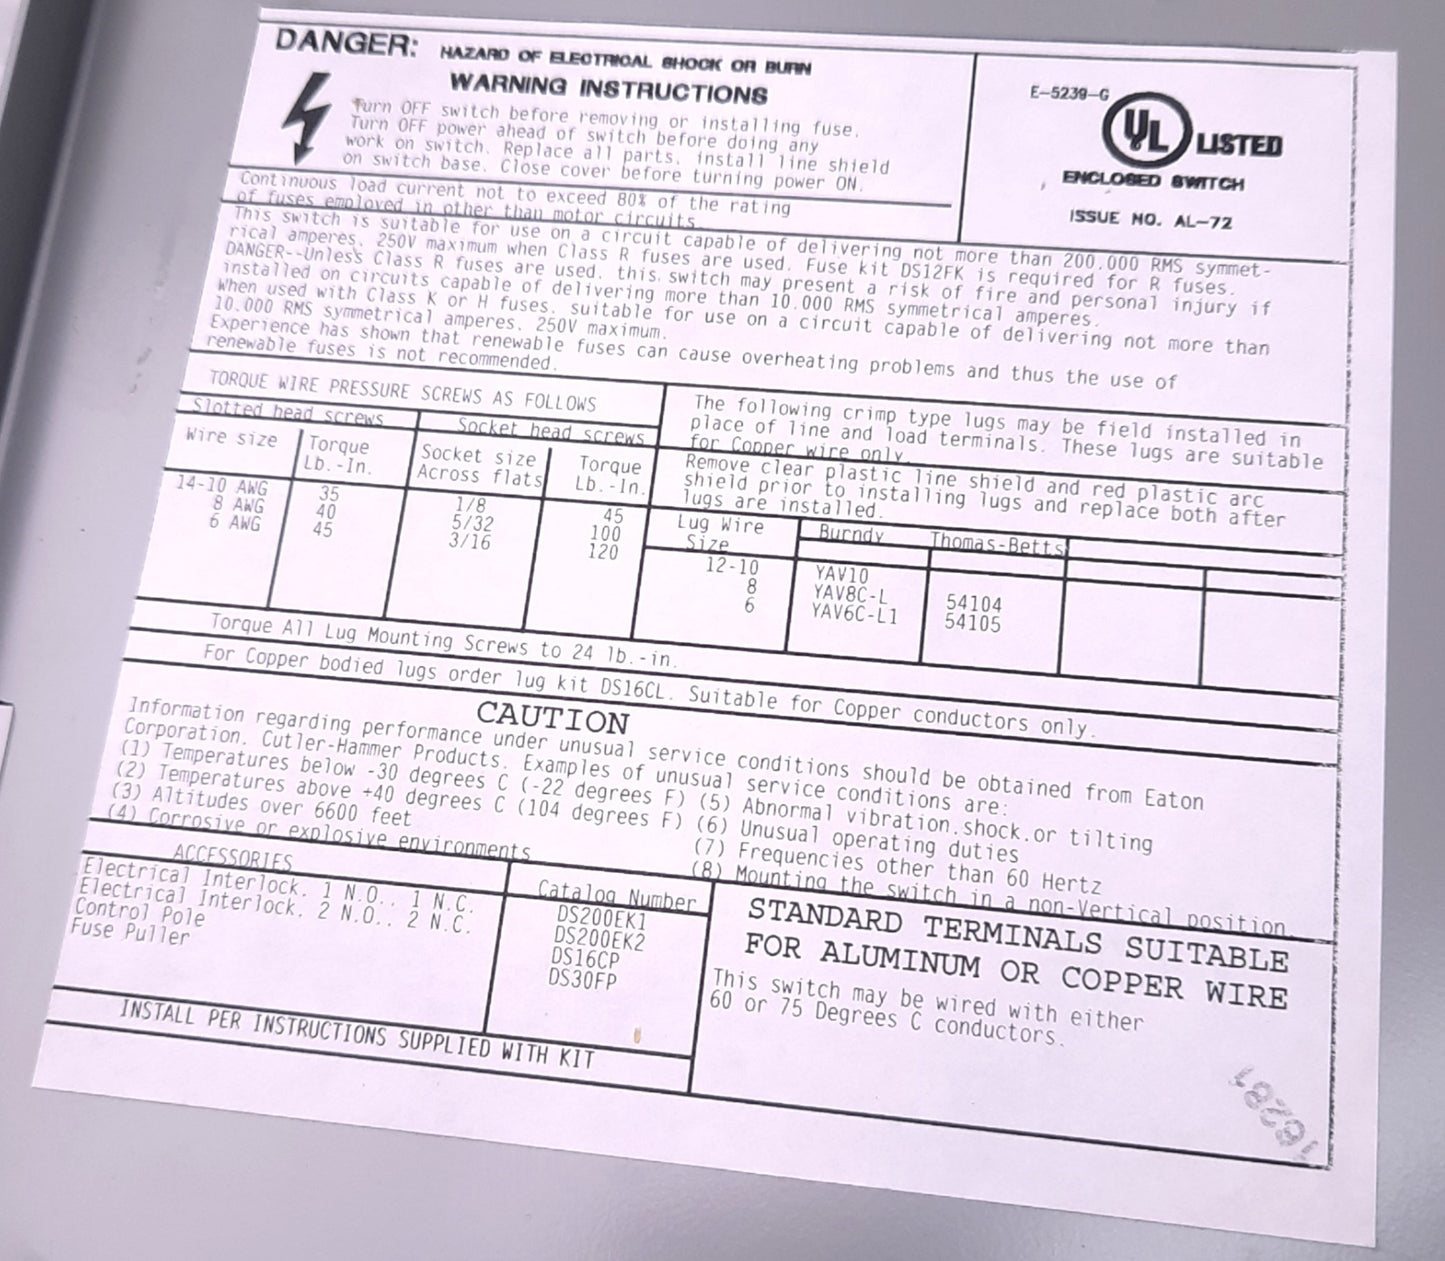 DANGER: HAZARD OF ELECTRICAL SHOCK OR BURN
WARNING INSTRUCTIONS
Turn OFF switch before removing or installing fuse.
Turn OFF power ahead of switch before doing any
work on switch. Replace all parts, install line shield
on switch base. Close cover before turning power ON.
E-5239-G
UL LISTED
ENCLOSED SWITCH
ISSUE NO. AL-72
Continuous load current not to exceed 80% of the rating
of fuses employed in other than motor circuits.
This switch is suitable for use on a circuit capable of delivering not more than 200,000 RMS symmet-
rical amperes, 250V maximum when Class R fuses are used. Fuse kit DS12FK is required for R fuses.
DANGER--Unless Class R fuses are used, this switch may present a risk of fire and personal injury if
installed on circuits capable of delivering more than 10,000 RMS symmetrical amperes.
When used with Class K or H fuses, suitable for use on a circuit capable of delivering not more than
10,000 RMS symmetrical amperes, 250V maximum.
Experience has shown that renewable fuses can cause overheating problems and thus the use of
renewable fuses is not recommended.
TORQUE WIRE PRESSURE SCREWS AS FOLLOWS
Slotted head screws Socket head screws
Wire size Torque Lb.-In. Socket size Across flats Torque Lb.-In.
14-10 AWG 35 1/8 45
8 AWG 40 5/32 100
6 AWG 45 3/16 120
The following crimp type lugs may be field installed in
place of line and load terminals. These lugs are suitable
for Copper wire only.
Remove clear plastic line shield and red plastic arc
shield prior to installing lugs and replace both after
lugs are installed.
Lug Wire Size Burndy Thomas-Betts
12-10 YAV10
8 YAV8C-L 54104
6 YAV6C-L1 54105
Torque All Lug Mounting Screws to 24 lb.-in.
For Copper bodied lugs order lug kit DS16CL. Suitable for Copper conductors only.
CAUTION
Information regarding performance under unusual service conditions should be obtained from Eaton
Corporation, Cutler-Hammer Products. Examples of unusual service conditions are:
(1) Temperatures below -30 degrees C (-22 degrees F) (5) Abnormal vibration,shock,or tilting
(2) Temperatures above +40 degrees C (104 degrees F) (6) Unusual operating duties
(3) Altitudes over 6600 feet (7) Frequencies other than 60 Hertz
(4) Corrosive or explosive environments (8) Mounting the switch in a non-Vertical position.
ACCESSORIES Catalog Number
Electrical Interlock, 1 N.O., 1 N.C. DS200EK1
Electrical Interlock, 2 N.O., 2 N.C. DS200EK2
Control Pole DS16CP
Fuse Puller DS30FP
INSTALL PER INSTRUCTIONS SUPPLIED WITH KIT
STANDARD TERMINALS SUITABLE
FOR ALUMINUM OR COPPER WIRE
This switch may be wired with either
60 or 75 Degrees C conductors.